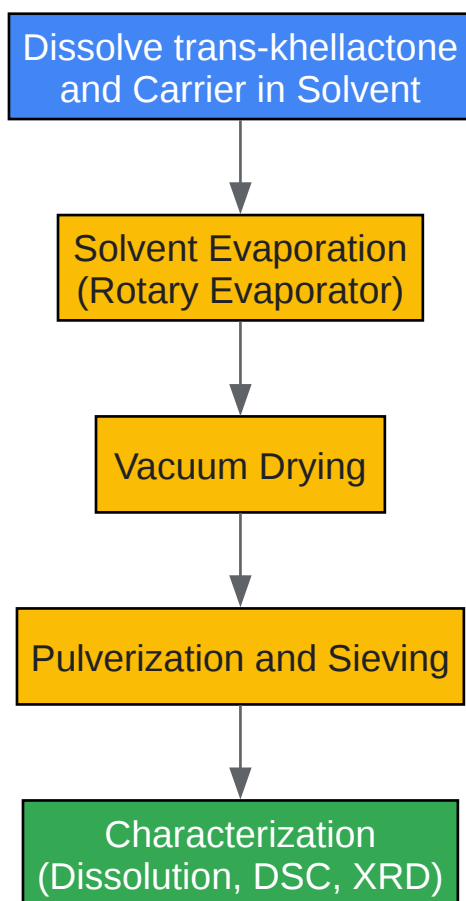 Dissolve trans-khellactone
and Carrier in Solvent
Solvent Evaporation
(Rotary Evaporator)
Vacuum Drying
Pulverization and Sieving
Characterization
(Dissolution, DSC, XRD)